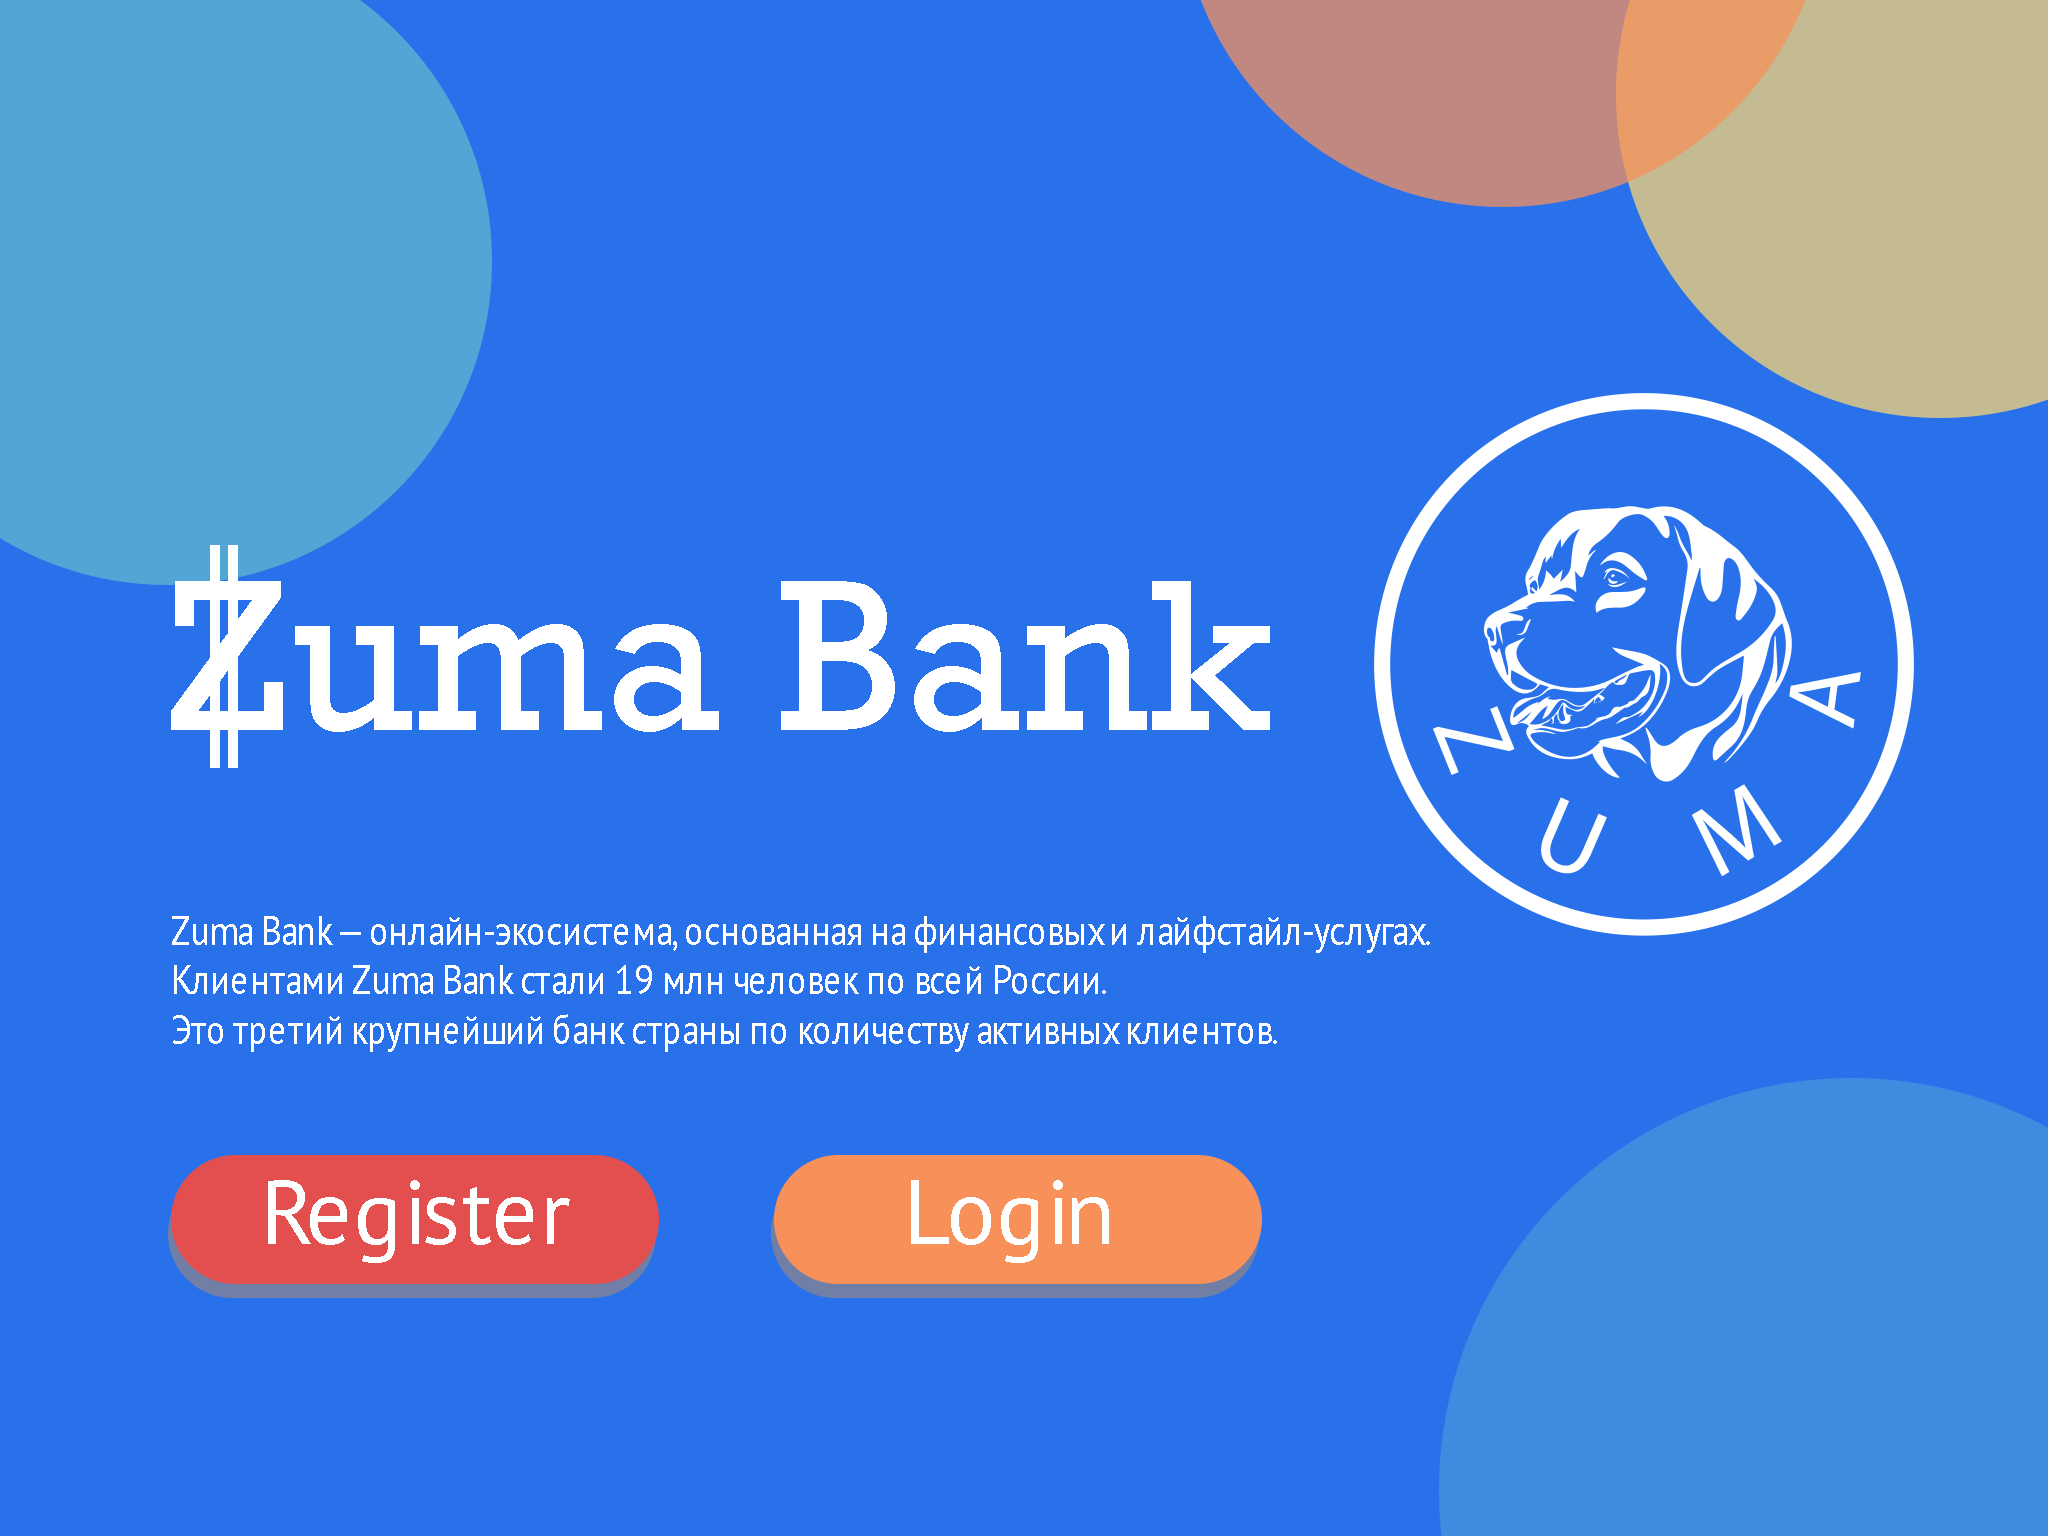 Zuma Bank
ZUMA
Zuma Bank — онлайн-экосистема, основанная на финансовых и лайфстайл-услугах.
Клиентами Zuma Bank стали 19 млн человек по всей России.
Это третий крупнейший банк страны по количеству активных клиентов.
Register
Login